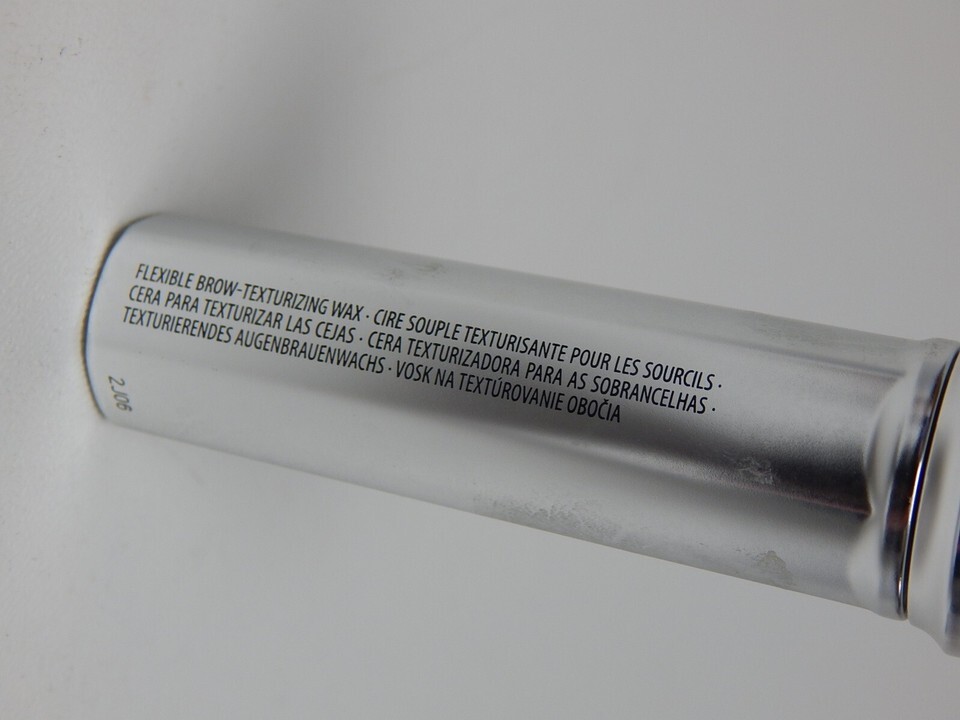 FLEXIBLE BROW-TEXTURIZING WAX · CIRE SOUPLE TEXTURISANTE POUR LES SOURCILS ·
CERA PARA TEXTURIZAR LAS CEJAS · CERA TEXTURIZADORA PARA AS SOBRANCELHAS ·
TEXTURIERENDES AUGENBRAUENWACHS · VOSK NA TEXTÚROVANIE OBOČIA
2J06